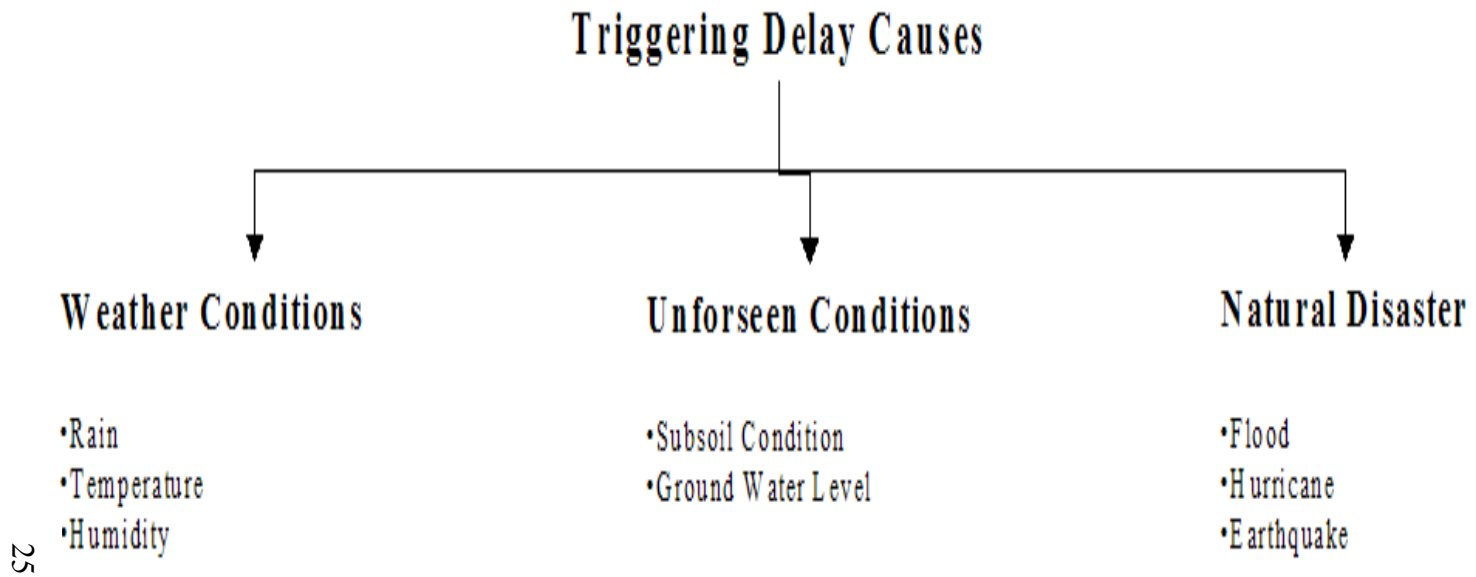 Triggering Delay Causes
Weather Conditions
•Rain
•Temperature
•Humidity
Unforseen Conditions
•Subsoil Condition
•Ground Water Level
Natural Disaster
•Flood
•Hurricane
•Earthquake
25